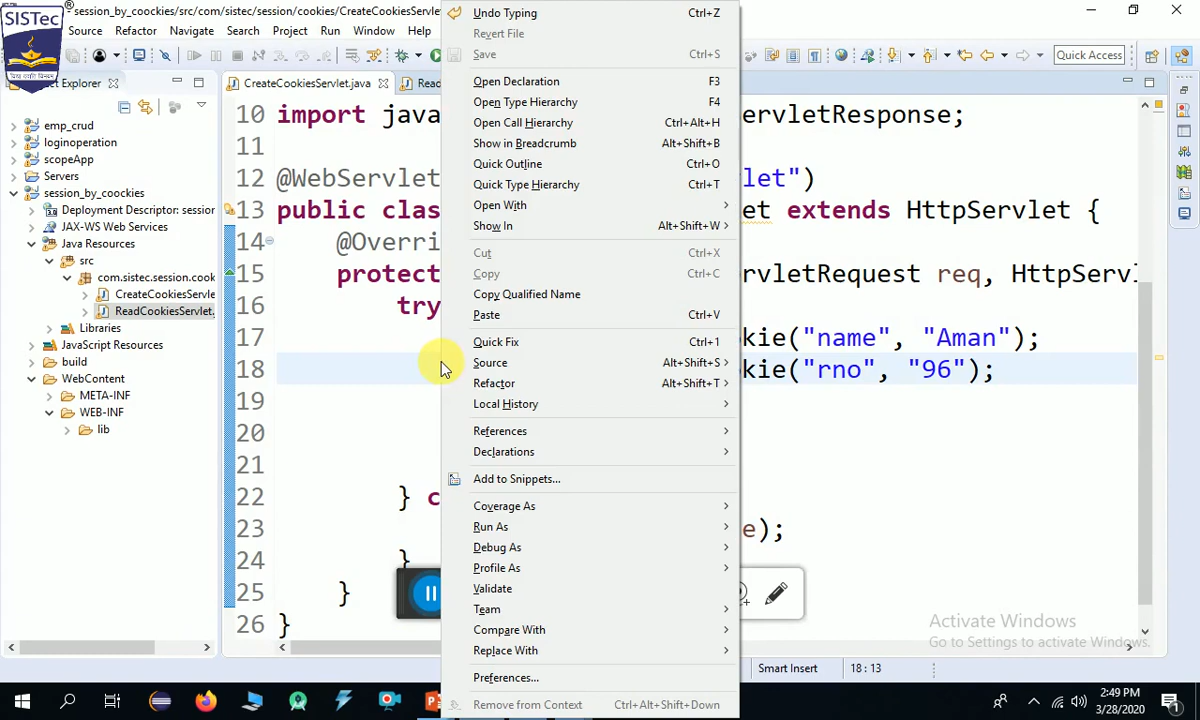 SISTec
®
session_by_coockies/src/com/sistec/session/cookies/CreateCookiesServlet
Source Refactor Navigate Search Project Run Window Help
Quick Access
Explorer
CreateCookiesServlet.java
emp_crud
loginoperation
scopeApp
Servers
session_by_coockies
Deployment Descriptor: session
JAX-WS Web Services
Java Resources
src
com.sistec.session.cook
CreateCookiesServle
ReadCookiesServlet.
Libraries
JavaScript Resources
build
WebContent
META-INF
WEB-INF
lib
10 import java ervletResponse;
11
12 @WebServlet let")
13 public clas et extends HttpServlet {
14 @Overri
15 protect ervletRequest req, HttpServl
16 try
17 kie("name", "Aman");
18 kie("rno", "96");
19
20
21
22 } c
23 e);
24 }
25 }
26 }
Undo Typing Ctrl+Z
Revert File
Save Ctrl+S
Open Declaration F3
Open Type Hierarchy F4
Open Call Hierarchy Ctrl+Alt+H
Show in Breadcrumb Alt+Shift+B
Quick Outline Ctrl+O
Quick Type Hierarchy Ctrl+T
Open With
Show In Alt+Shift+W
Cut Ctrl+X
Copy Ctrl+C
Copy Qualified Name
Paste Ctrl+V
Quick Fix Ctrl+1
Source Alt+Shift+S
Refactor Alt+Shift+T
Local History
References
Declarations
Add to Snippets...
Coverage As
Run As
Debug As
Profile As
Validate
Team
Compare With
Replace With
Preferences...
Remove from Context Ctrl+Alt+Shift+Down
Activate Windows
Go to Settings to activate Windows.
Smart Insert 18 : 13
2:49 PM
3/28/2020
1